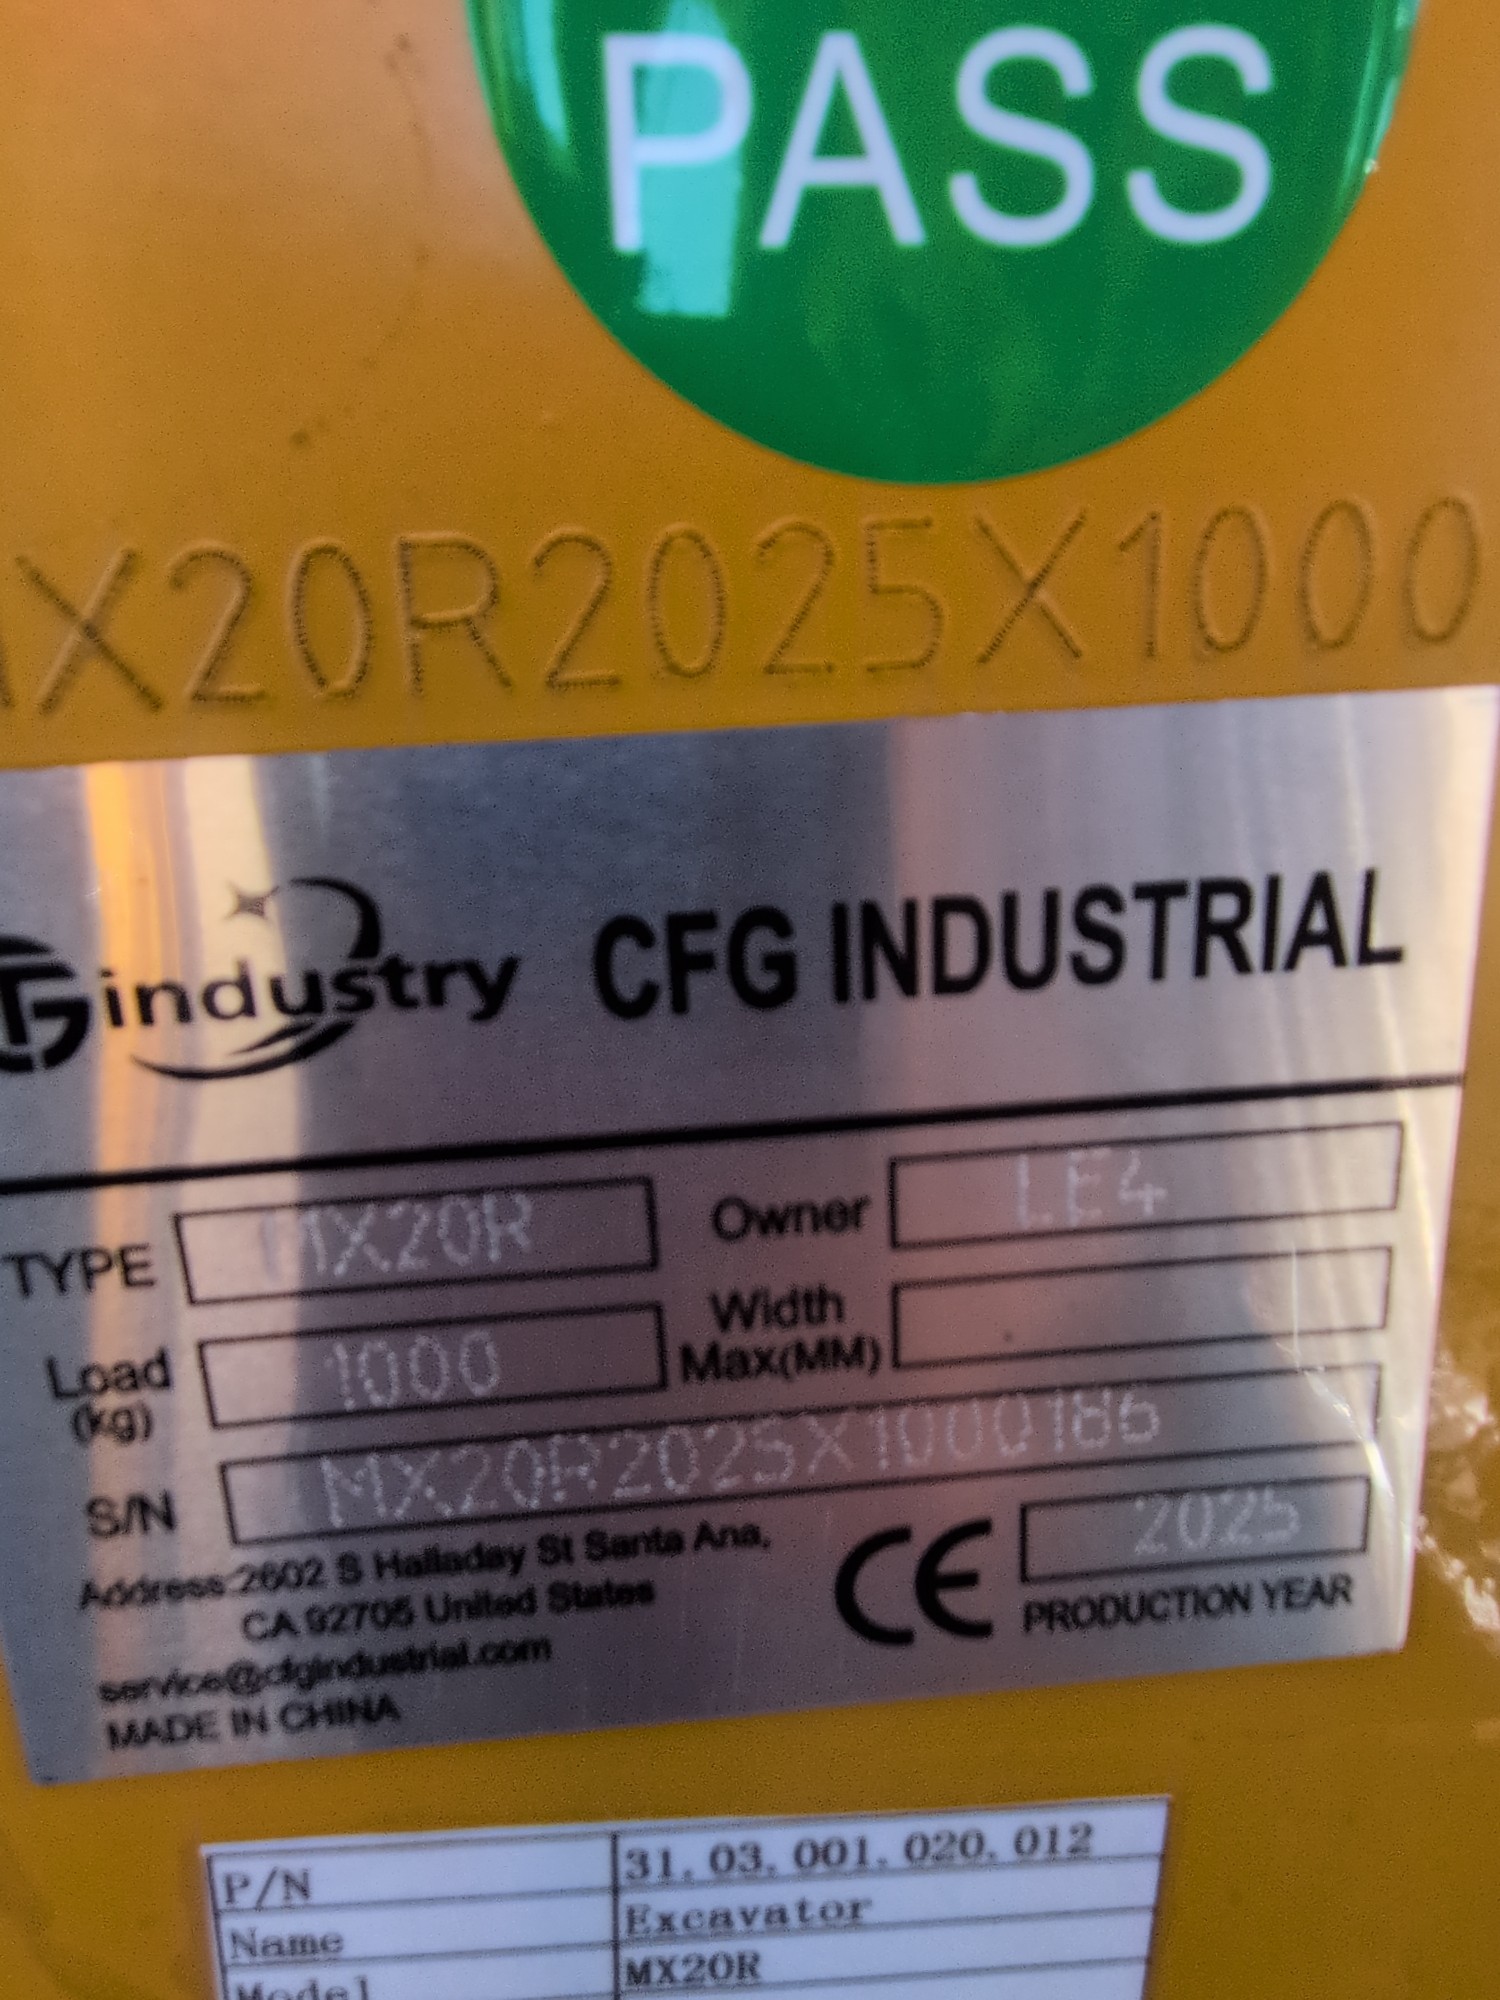 PASS
MX20R2025X1000
industry CFG INDUSTRIAL
TYPE MX20R Owner LE4
Load (kg) 1000 Width Max(MM)
S/N MX20R2025X1000186
Address:2602 S Halladay St Santa Ana,
CA 92705 United States
service@cfgindustrial.com
MADE IN CHINA
CE 2025
PRODUCTION YEAR
P/N 31.03.001.020.012
Name Excavator
Model MX20R